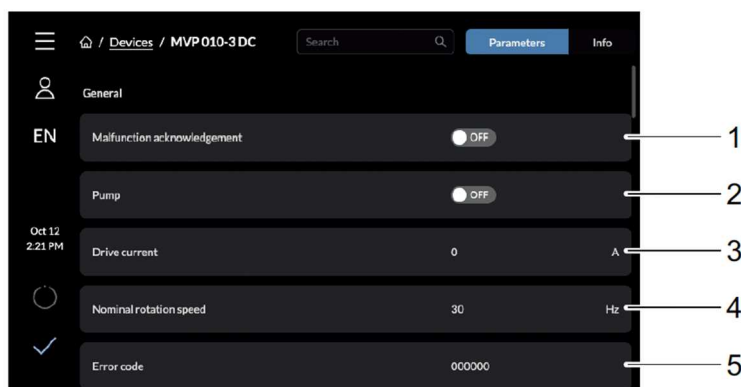 / Devices / MVP 010-3 DC Search Parameters Info
General
EN Malfunction acknowledgement OFF 1
Pump OFF 2
Oct 12
2:21 PM
Drive current 0 A 3
Nominal rotation speed 30 Hz 4
Error code 000000 5